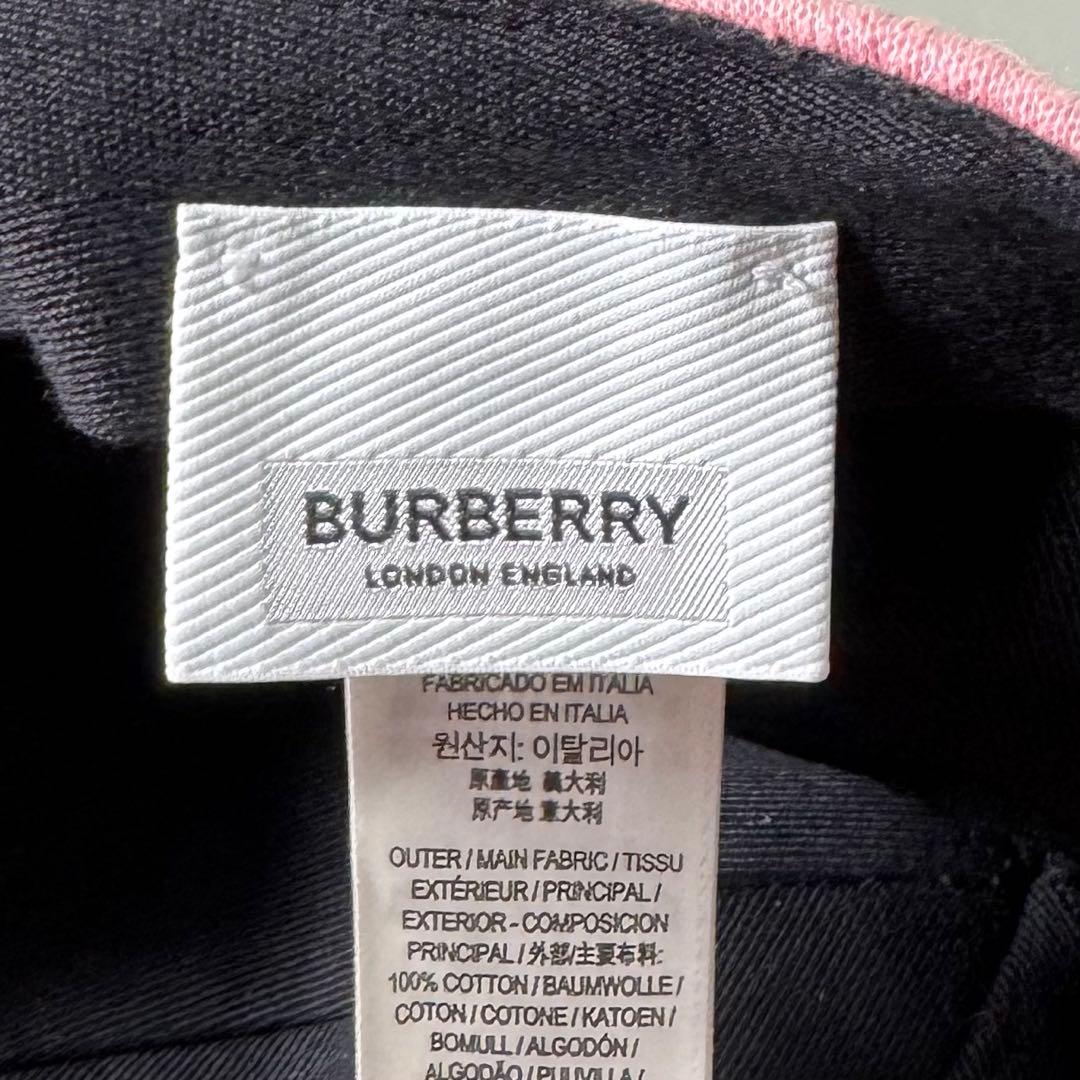 BURBERRY
LONDON ENGLAND
FABRICADO EM ITALIA
HECHO EN ITALIA
원산지: 이탈리아
原產地 義大利
原产地 意大利
OUTER / MAIN FABRIC / TISSU
EXTÉRIEUR / PRINCIPAL /
EXTERIOR - COMPOSICION
PRINCIPAL / 外部/主要布料:
100% COTTON / BAUMWOLLE /
COTON / COTONE / KATOEN /
BOMULL / ALGODÓN /
ALGODÃO / PUUVILLA /